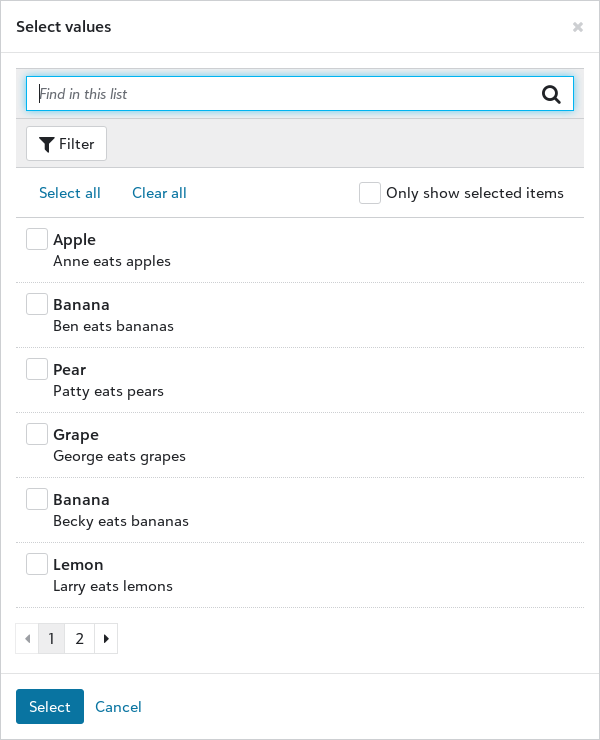 Select values
Find in this list
Filter
Select all Clear all Only show selected items
Apple
Anne eats apples
Banana
Ben eats bananas
Pear
Patty eats pears
Grape
George eats grapes
Banana
Becky eats bananas
Lemon
Larry eats lemons
1 2
Select Cancel